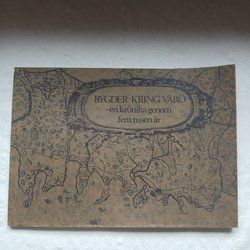 BYGDER KRING VÄRÖ
-en krönika genom
fem tusen år